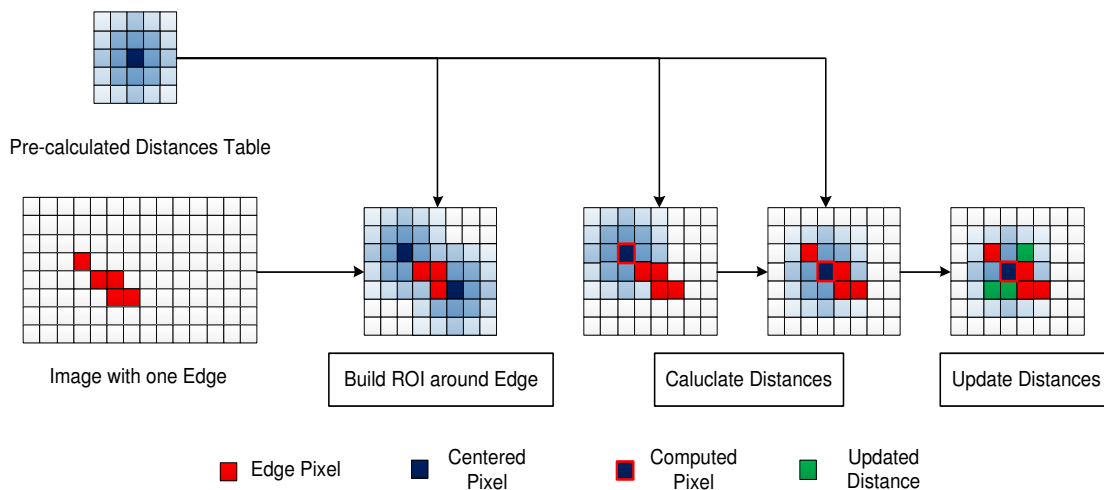 Pre-calculated Distances Table
Image with one Edge
Build ROI around Edge
Caluclate Distances
Update Distances
Edge Pixel
Centered
Pixel
Computed
Pixel
Updated
Distance